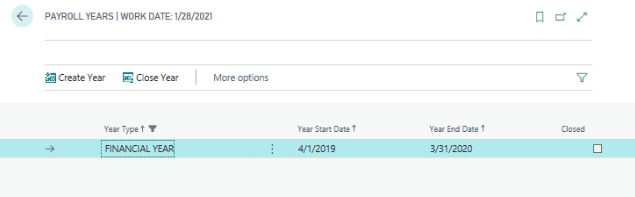 PAYROLL YEARS | WORK DATE: 1/28/2021
Create Year Close Year More options
Year Type ↑ Year Start Date ↑ Year End Date ↑ Closed
FINANCIAL YEAR 4/1/2019 3/31/2020